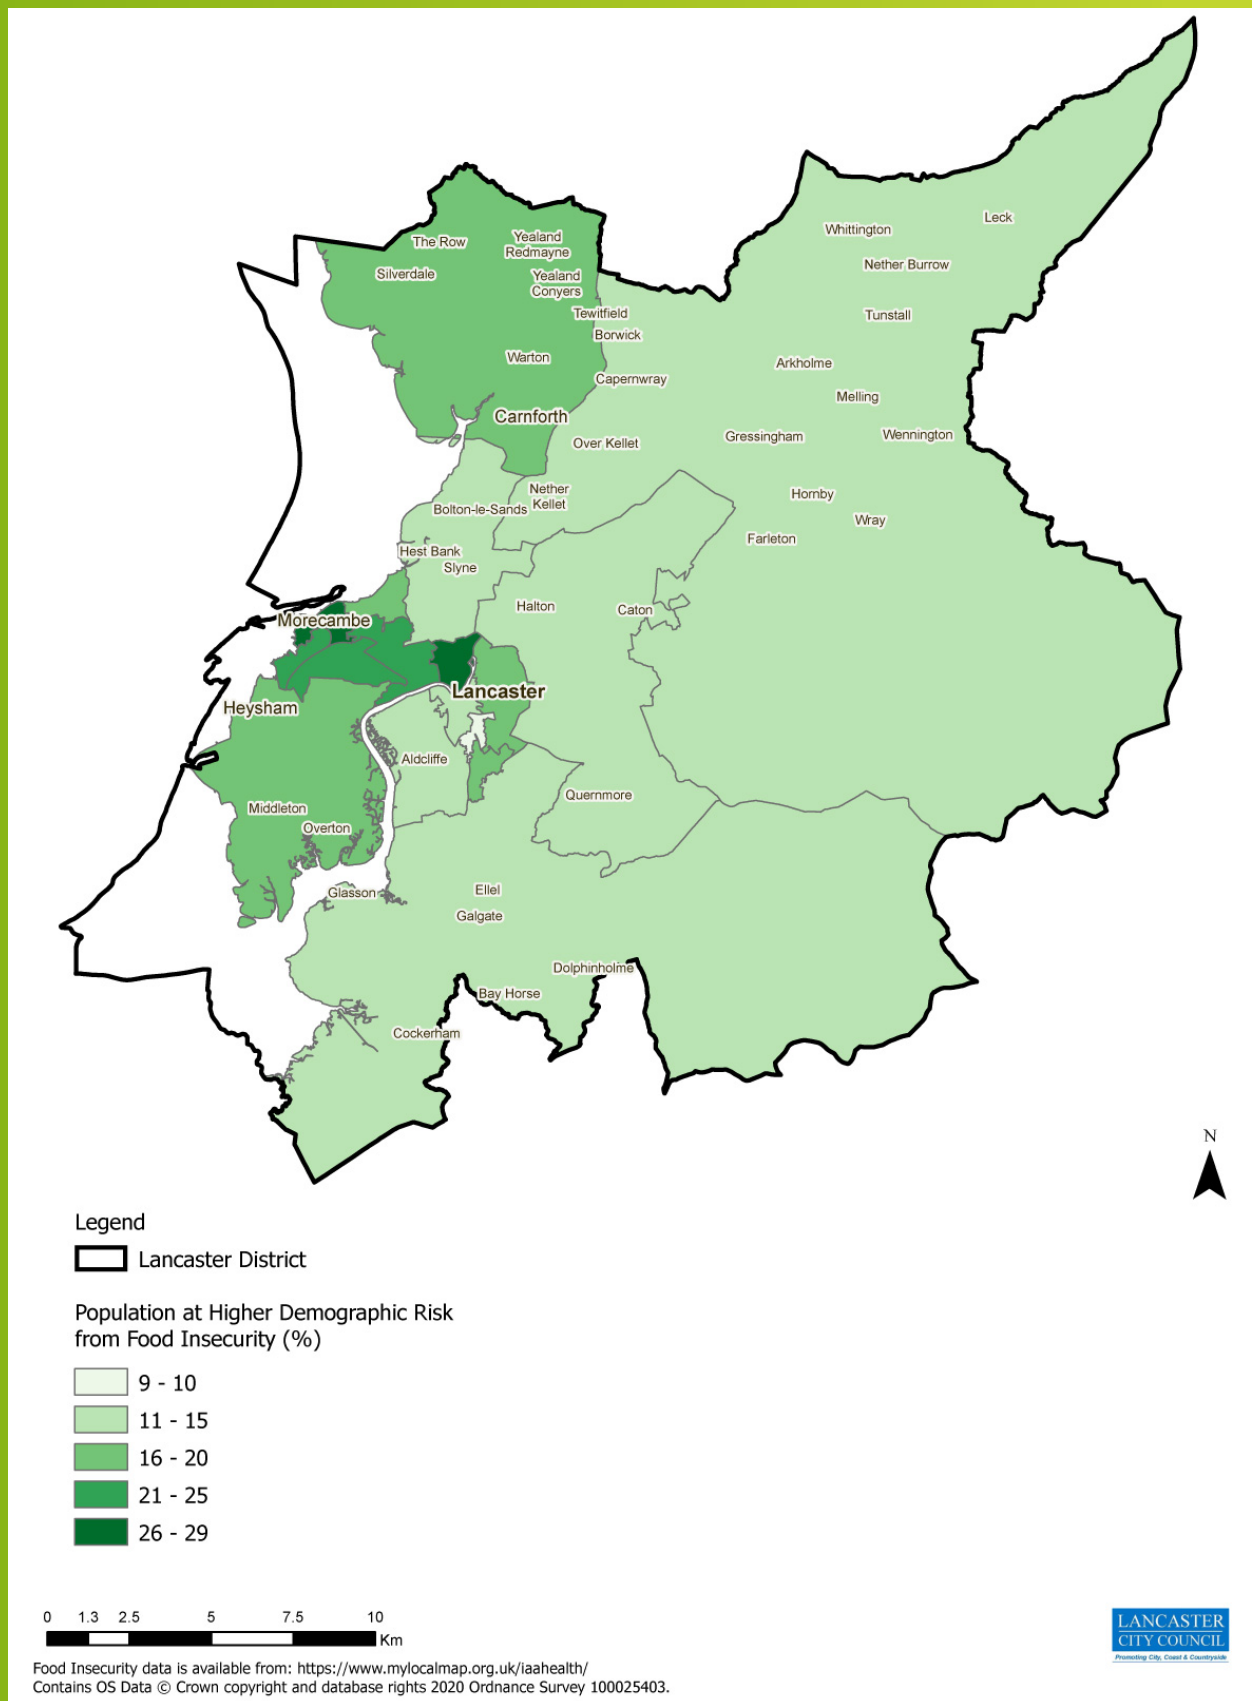 Leck
Whittington
The Row
Yealand
Redmayne
Nether Burrow
Silverdale
Yealand
Conyers
Tewitfield
Tunstall
Borwick
Warton
Arkholme
Capernwray
Melling
Carnforth
Gressingham
Wennington
Over Kellet
Nether
Kellet
Hornby
Bolton-le-Sands
Wray
Farleton
Hest Bank
Slyne
Halton
Caton
Morecambe
Lancaster
Heysham
Aldcliffe
Quernmore
Middleton
Overton
Glasson
Ellel
Galgate
Dolphinholme
Bay Horse
Cockerham
N
Legend
Lancaster District
Population at Higher Demographic Risk
from Food Insecurity (%)
9 - 10
11 - 15
16 - 20
21 - 25
26 - 29
0 1.3 2.5 5 7.5 10
Km
LANCASTER
CITY COUNCIL
Promoting City, Coast & Countryside
Food Insecurity data is available from: https://www.mylocalmap.org.uk/iaahealth/
Contains OS Data © Crown copyright and database rights 2020 Ordnance Survey 100025403.